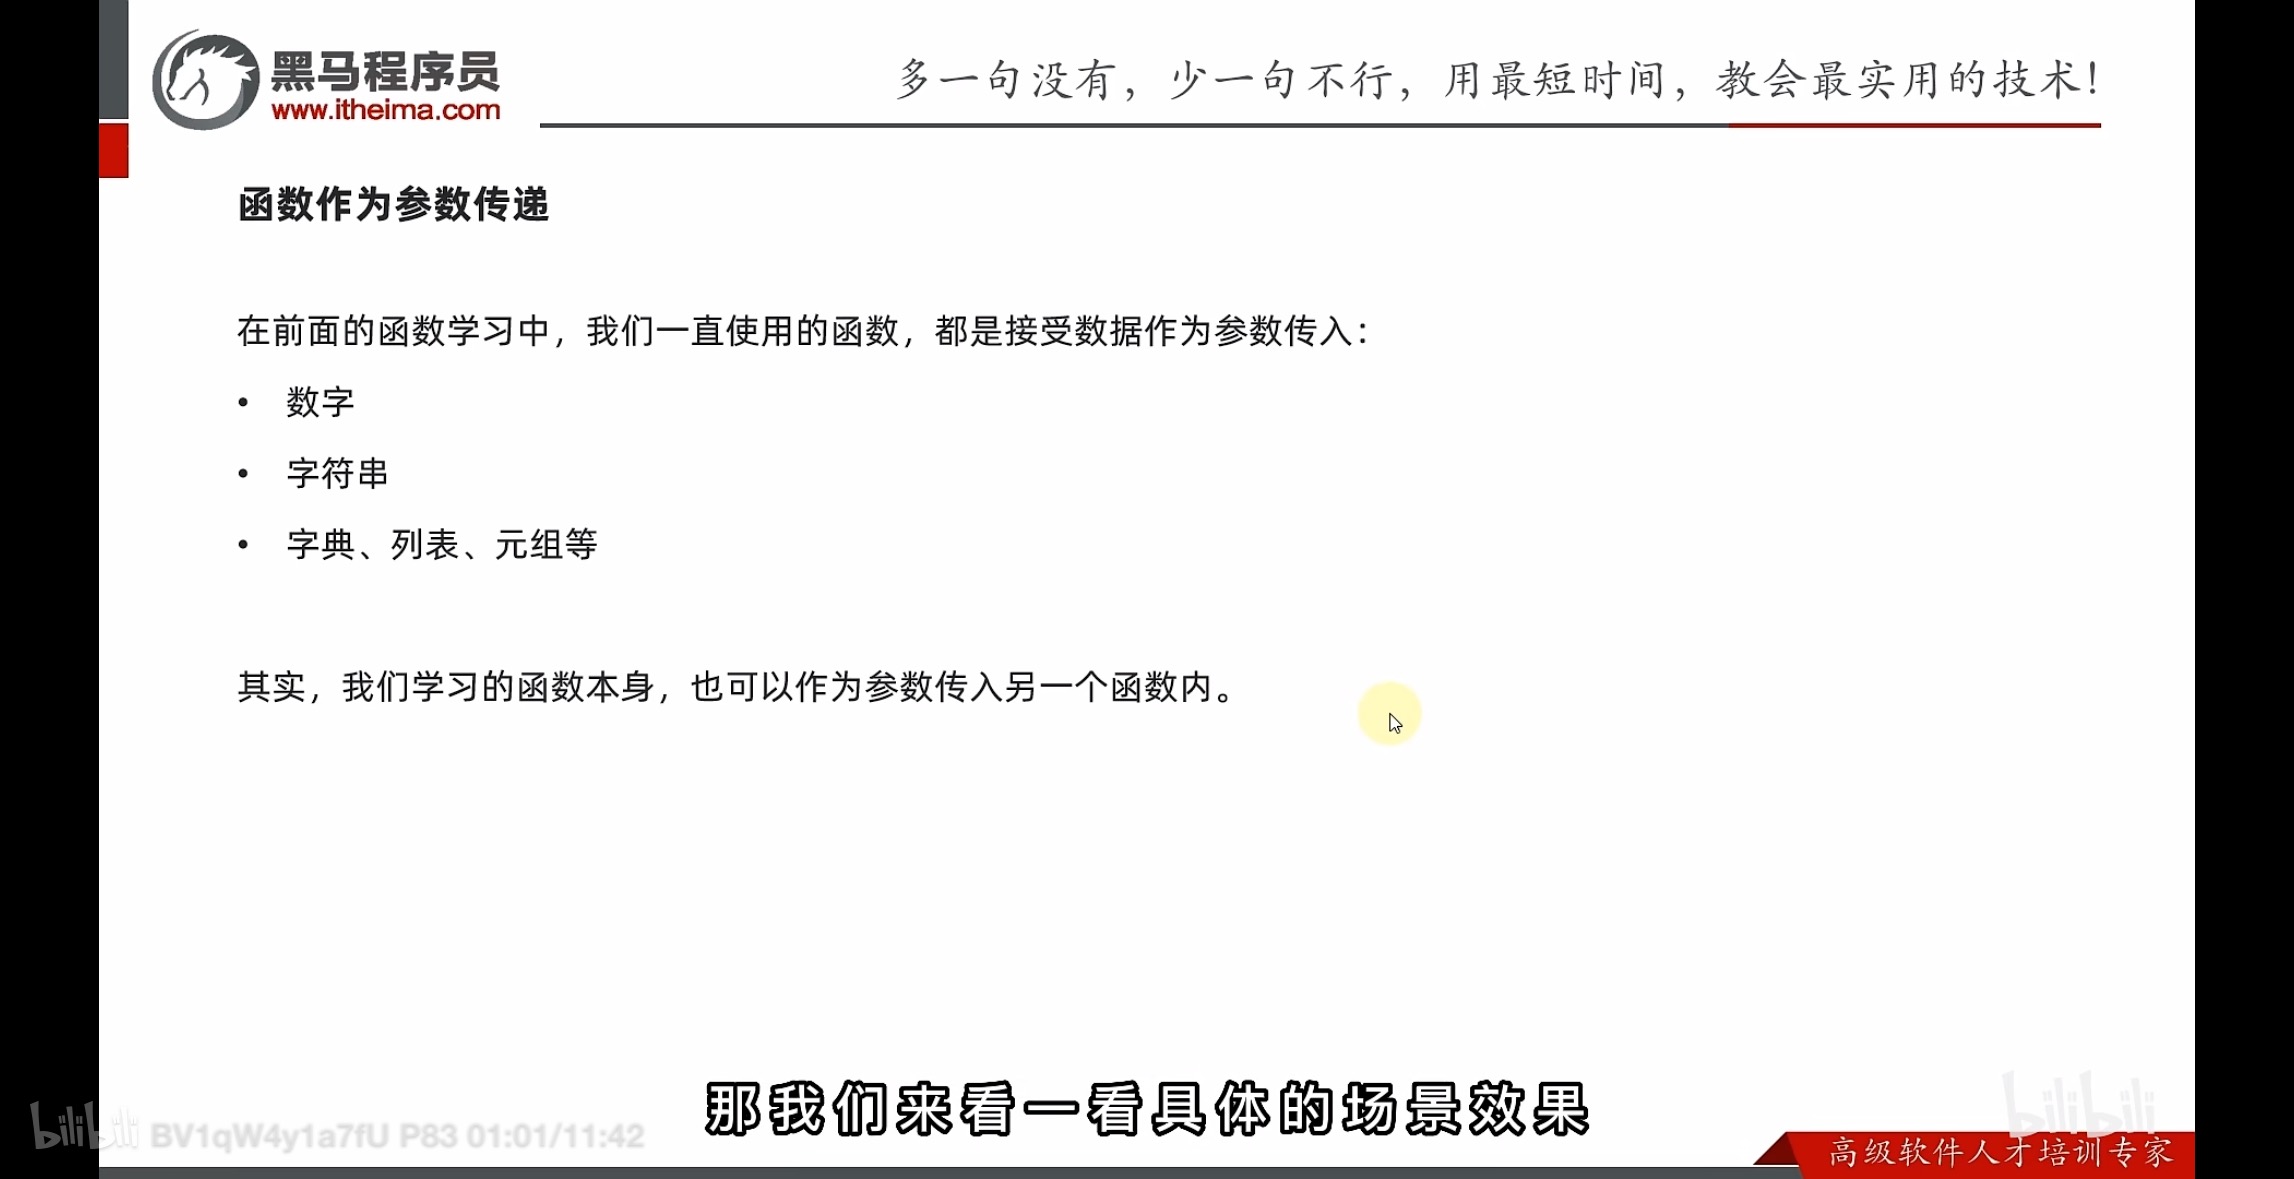 黑马程序员
www.itheima.com
多一句没有，少一句不行，用最短时间，教会最实用的技术！
函数作为参数传递
在前面的函数学习中，我们一直使用的函数，都是接受数据作为参数传入：
• 数字
• 字符串
• 字典、列表、元组等
其实，我们学习的函数本身，也可以作为参数传入另一个函数内。
那我们来看一看具体的场景效果
bilibili BV1qW4y1a7fU P83 01:01/11:42
bilibili
高级软件人才培训专家